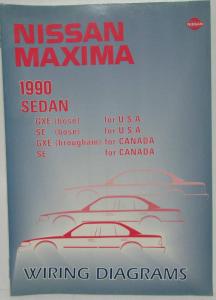 NISSAN
MAXIMA
NISSAN
1990
SEDAN
GXE (base) for U.S.A
SE (base) for U.S.A
GXE (brougham) for CANADA
SE for CANADA
WIRING DIAGRAMS